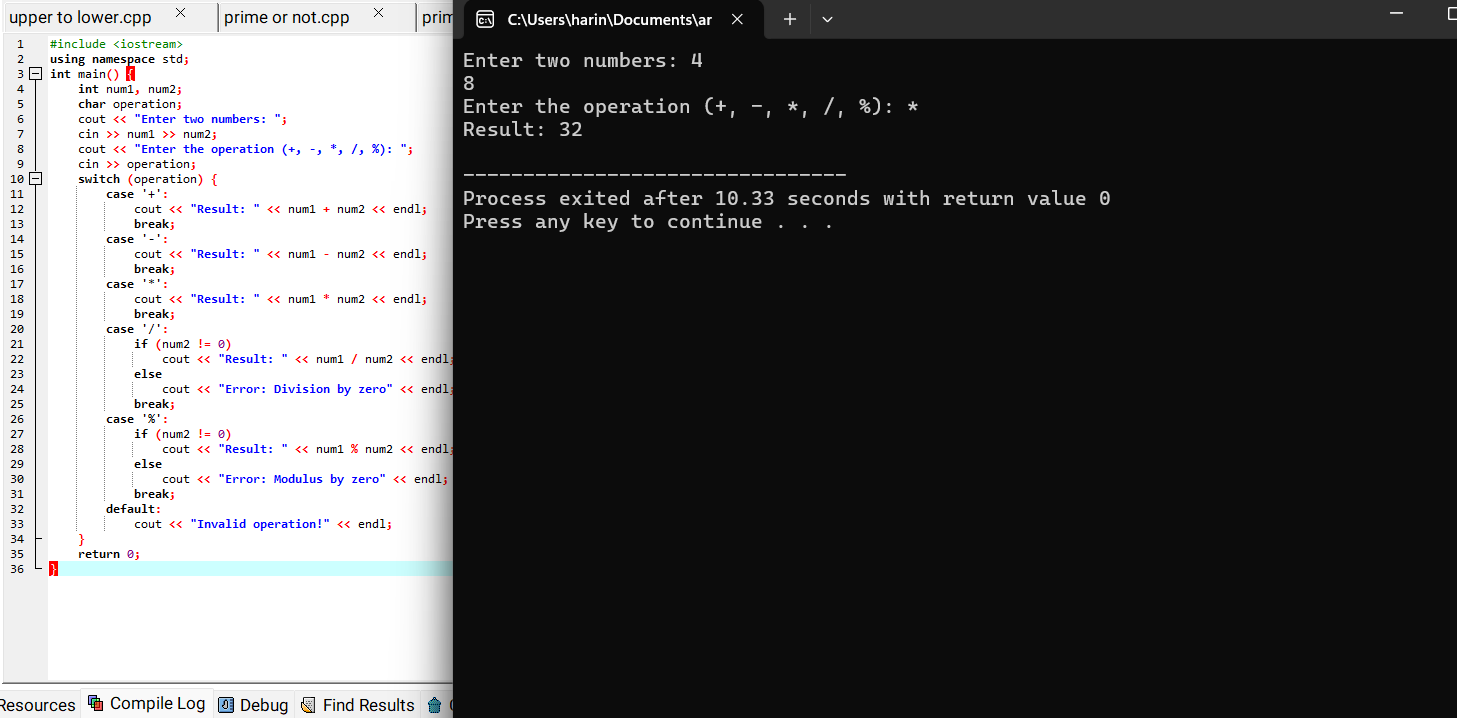 upper to lower.cpp prime or not.cpp prim
C:\Users\harin\Documents\ar
1 #include <iostream>
2 using namespace std;
3 int main() {
4 int num1, num2;
5 char operation;
6 cout << "Enter two numbers: ";
7 cin >> num1 >> num2;
8 cout << "Enter the operation (+, -, *, /, %): ";
9 cin >> operation;
10 switch (operation) {
11 case '+':
12 cout << "Result: " << num1 + num2 << endl;
13 break;
14 case '-':
15 cout << "Result: " << num1 - num2 << endl;
16 break;
17 case '*':
18 cout << "Result: " << num1 * num2 << endl;
19 break;
20 case '/':
21 if (num2 != 0)
22 cout << "Result: " << num1 / num2 << endl;
23 else
24 cout << "Error: Division by zero" << endl;
25 break;
26 case '%':
27 if (num2 != 0)
28 cout << "Result: " << num1 % num2 << endl;
29 else
30 cout << "Error: Modulus by zero" << endl;
31 break;
32 default:
33 cout << "Invalid operation!" << endl;
34 }
35 return 0;
36 }
Resources Compile Log Debug Find Results
Enter two numbers: 4
8
Enter the operation (+, -, *, /, %): *
Result: 32
--------------------------------
Process exited after 10.33 seconds with return value 0
Press any key to continue . . .